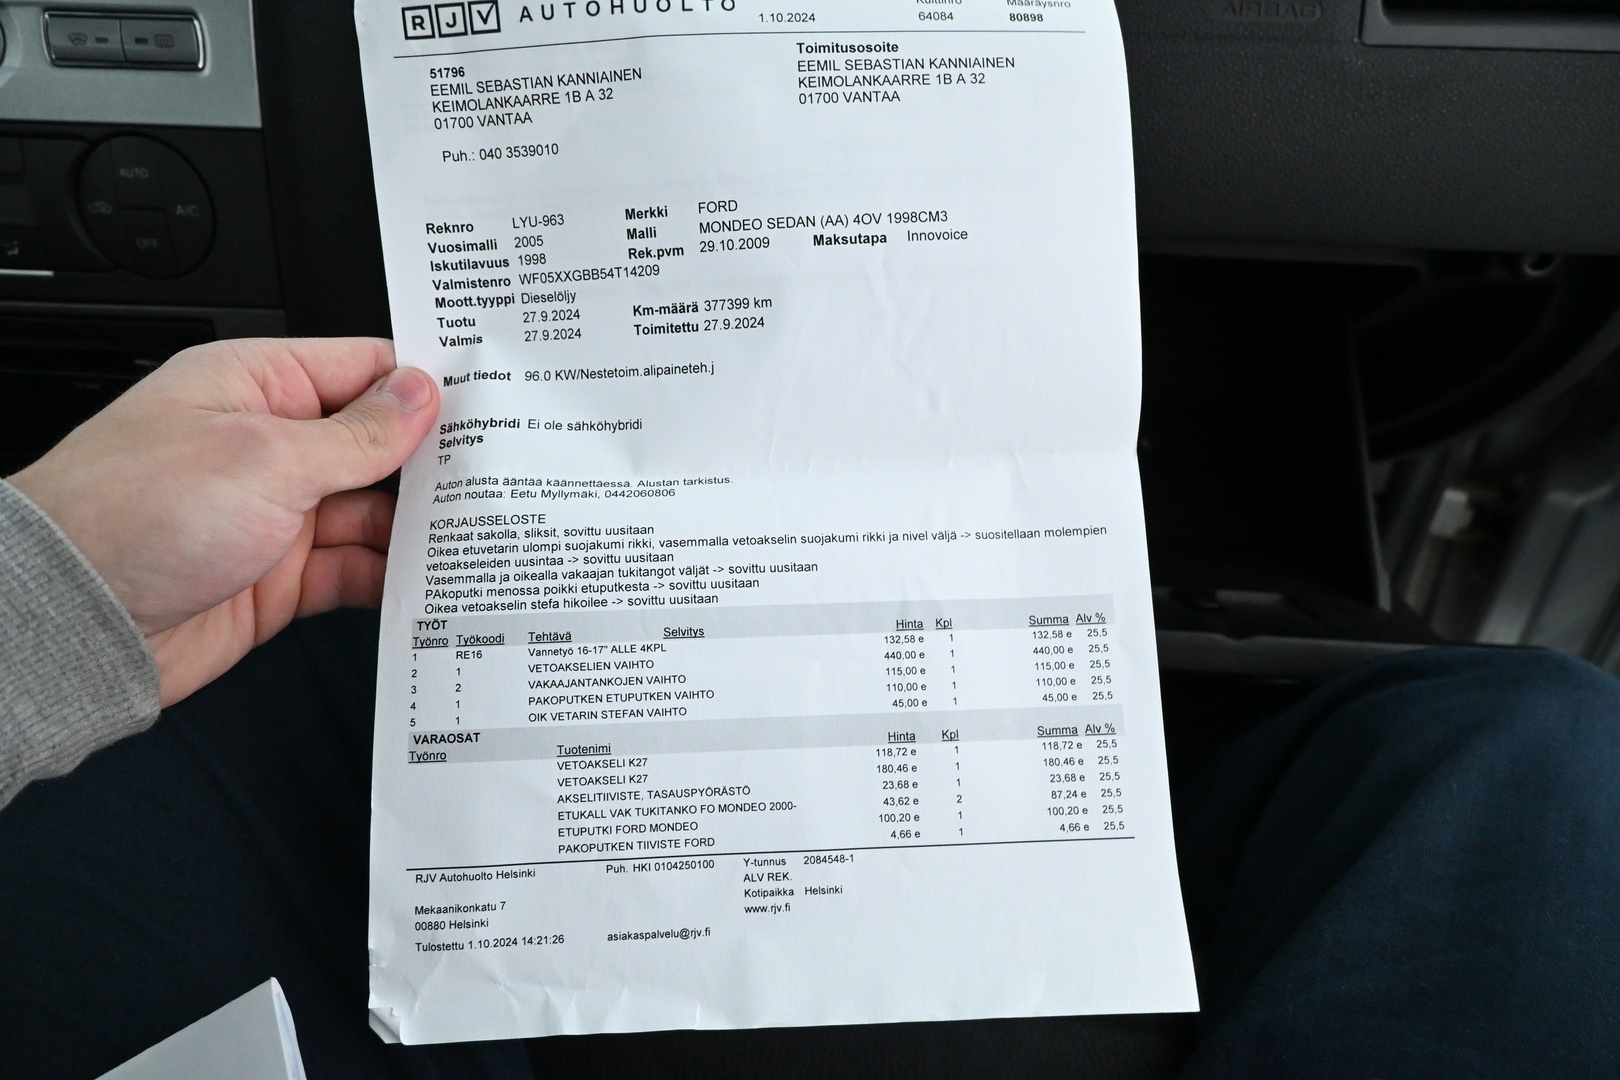 RJV AUTOHUOLTO
1.10.2024 64084 80898
Toimitusosoite
51796
EEMIL SEBASTIAN KANNIAINEN
KEIMOLANKAARRE 1B A 32
01700 VANTAA
EEMIL SEBASTIAN KANNIAINEN
KEIMOLANKAARRE 1B A 32
01700 VANTAA
Puh.: 040 3539010
Reknro LYU-963 Merkki FORD
Vuosimalli 2005 Malli MONDEO SEDAN (AA) 4OV 1998CM3
Iskutilavuus 1998 Rek.pvm 29.10.2009 Maksutapa Innovoice
Valmistenro WF05XXGBB54T14209
Moott.tyyppi Dieselöljy
Tuotu 27.9.2024 Km-määrä 377399 km
Valmis 27.9.2024 Toimitettu 27.9.2024
Muut tiedot 96.0 KW/Nestetoim.alipaineteh.j
Sähköhybridi Ei ole sähköhybridi
Selvitys
TP
Auton alusta ääntää käännettäessä. Alustan tarkistus.
Auton noutaa: Eetu Myllymäki, 0442060806
KORJAUSSELOSTE
Renkaat sakolla, sliksit, sovittu uusitaan
Oikea etuvetarin ulompi suojakumi rikki, vasemmalla vetoakselin suojakumi rikki ja nivel väljä -> suositellaan molempien
vetoakseleiden uusintaa -> sovittu uusitaan
Vasemmalla ja oikealla vakaajan tukitangot väljät -> sovittu uusitaan
PAkoputki menossa poikki etuputkesta -> sovittu uusitaan
Oikea vetoakselin stefa hikoilee -> sovittu uusitaan
TYÖT
Työnro Työkoodi Tehtävä Selvitys Hinta Kpl Summa Alv %
1 RE16 Vannetyö 16-17" ALLE 4KPL 132,58 e 1 132,58 e 25,5
2 1 VETOAKSELIEN VAIHTO 440,00 e 1 440,00 e 25,5
3 2 VAKAAJANTANKOJEN VAIHTO 115,00 e 1 115,00 e 25,5
4 1 PAKOPUTKEN ETUPUTKEN VAIHTO 110,00 e 1 110,00 e 25,5
5 1 OIK VETARIN STEFAN VAIHTO 45,00 e 1 45,00 e 25,5
VARAOSAT
Työnro Tuotenimi Hinta Kpl Summa Alv %
VETOAKSELI K27 118,72 e 1 118,72 e 25,5
VETOAKSELI K27 180,46 e 1 180,46 e 25,5
AKSELITIIVISTE, TASAUSPYÖRÄSTÖ 23,68 e 1 23,68 e 25,5
ETUKALL VAK TUKITANKO FO MONDEO 2000- 43,62 e 2 87,24 e 25,5
ETUPUTKI FORD MONDEO 100,20 e 1 100,20 e 25,5
PAKOPUTKEN TIIVISTE FORD 4,66 e 1 4,66 e 25,5
RJV Autohuolto Helsinki Puh. HKI 0104250100 Y-tunnus 2084548-1
ALV REK.
Mekaanikonkatu 7 Kotipaikka Helsinki
00880 Helsinki www.rjv.fi
Tulostettu 1.10.2024 14:21:26 asiakaspalvelu@rjv.fi
AUTO
A/C
OFF
AIRBAG